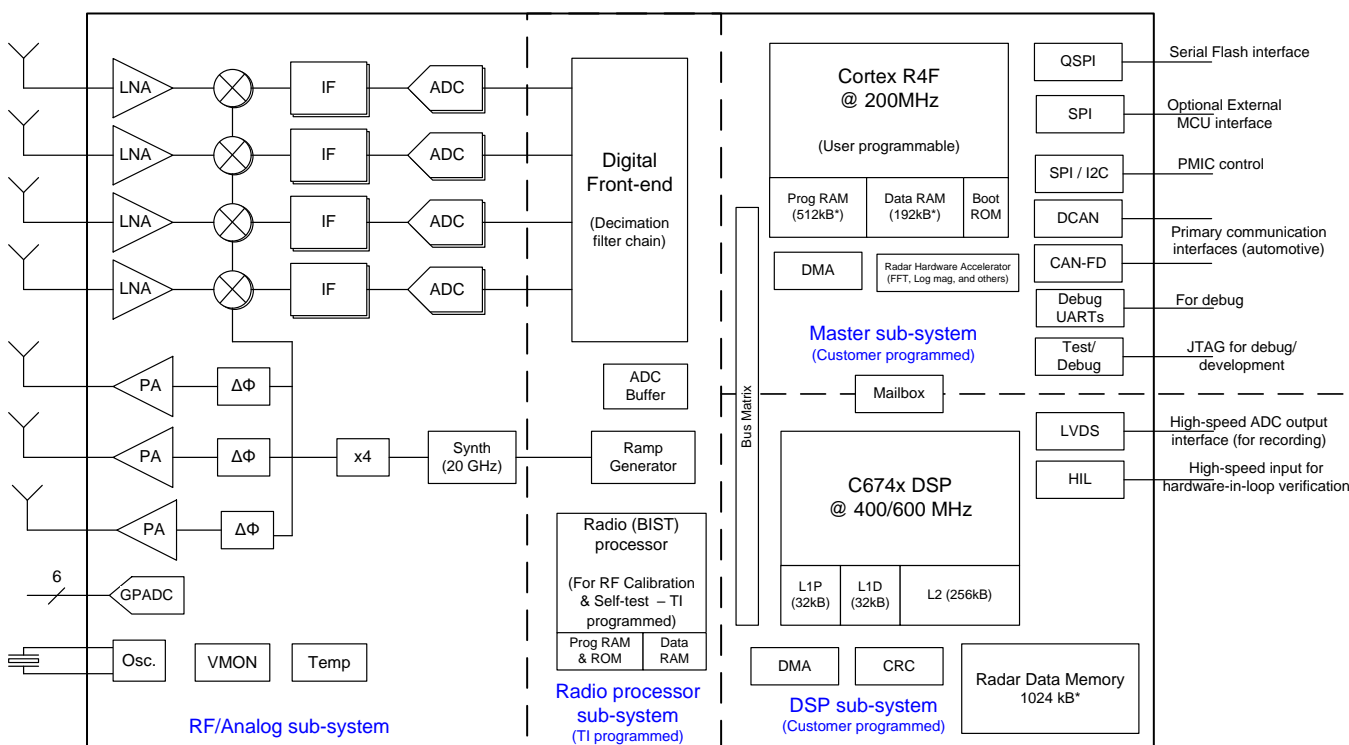 LNA
IF
ADC
LNA
IF
ADC
LNA
IF
ADC
LNA
IF
ADC
PA
ΔΦ
PA
ΔΦ
x4
Synth
(20 GHz)
PA
ΔΦ
6
GPADC
Osc.
VMON
Temp
RF/Analog sub-system
Digital
Front-end
(Decimation
filter chain)
ADC
Buffer
Ramp
Generator
Radio (BIST)
processor
(For RF Calibration
& Self-test – TI
programmed)
Prog RAM
& ROM
Data
RAM
Radio processor
sub-system
(TI programmed)
Cortex R4F
@ 200MHz
(User programmable)
Prog RAM
(512kB*)
Data RAM
(192kB*)
Boot
ROM
DMA
Radar Hardware Accelerator
(FFT, Log mag, and others)
Master sub-system
(Customer programmed)
Bus Matrix
Mailbox
C674x DSP
@ 400/600 MHz
L1P
(32kB)
L1D
(32kB)
L2 (256kB)
DMA
CRC
Radar Data Memory
1024 kB*
DSP sub-system
(Customer programmed)
QSPI
Serial Flash interface
SPI
Optional External
MCU interface
SPI / I2C
PMIC control
DCAN
Primary communication
interfaces (automotive)
CAN-FD
Debug
UARTs
For debug
Test/
Debug
JTAG for debug/
development
LVDS
High-speed ADC output
interface (for recording)
HIL
High-speed input for
hardware-in-loop verification